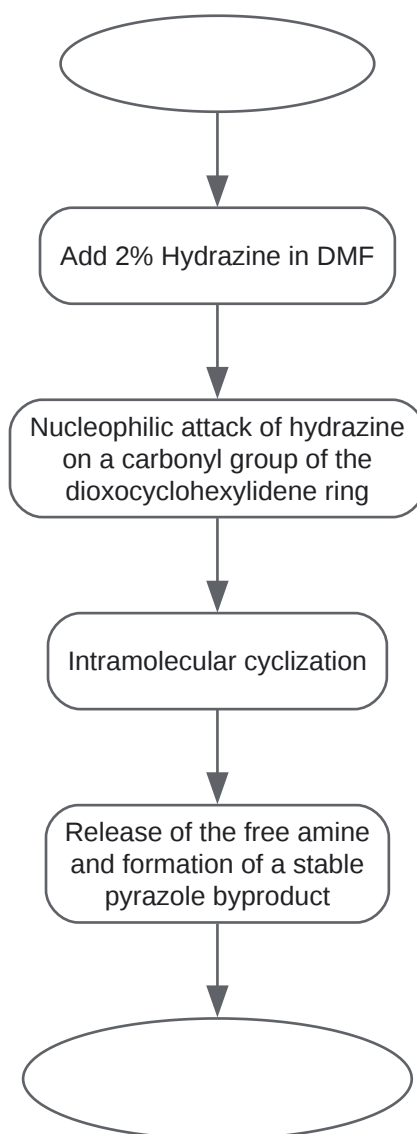 Add 2% Hydrazine in DMF
Nucleophilic attack of hydrazine
on a carbonyl group of the
dioxocyclohexylidene ring
Intramolecular cyclization
Release of the free amine
and formation of a stable
pyrazole byproduct